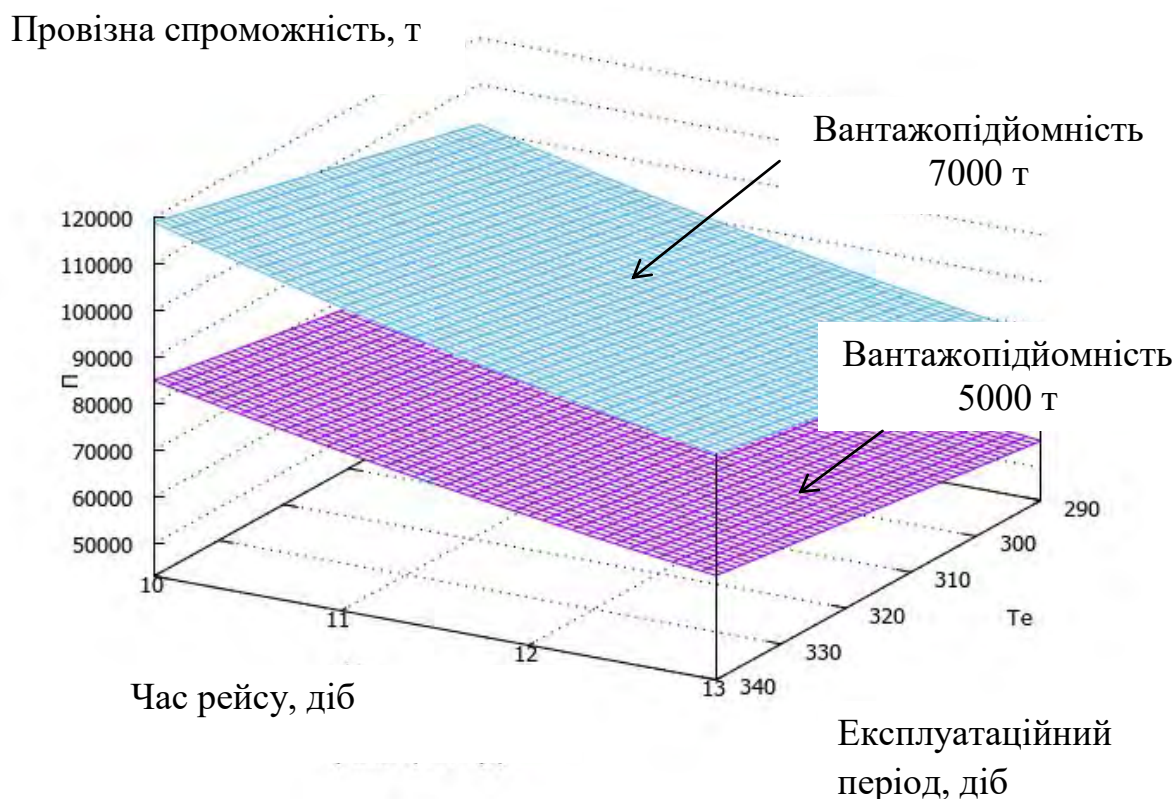 Провізна спроможність, т
Вантажопідйомність
7000 т
120000
110000
100000
90000
П
80000
70000
60000
50000
Вантажопідйомність
5000 т
290
300
310
320
Te
330
340
10
11
12
13
Час рейсу, діб
Експлуатаційний
період, діб